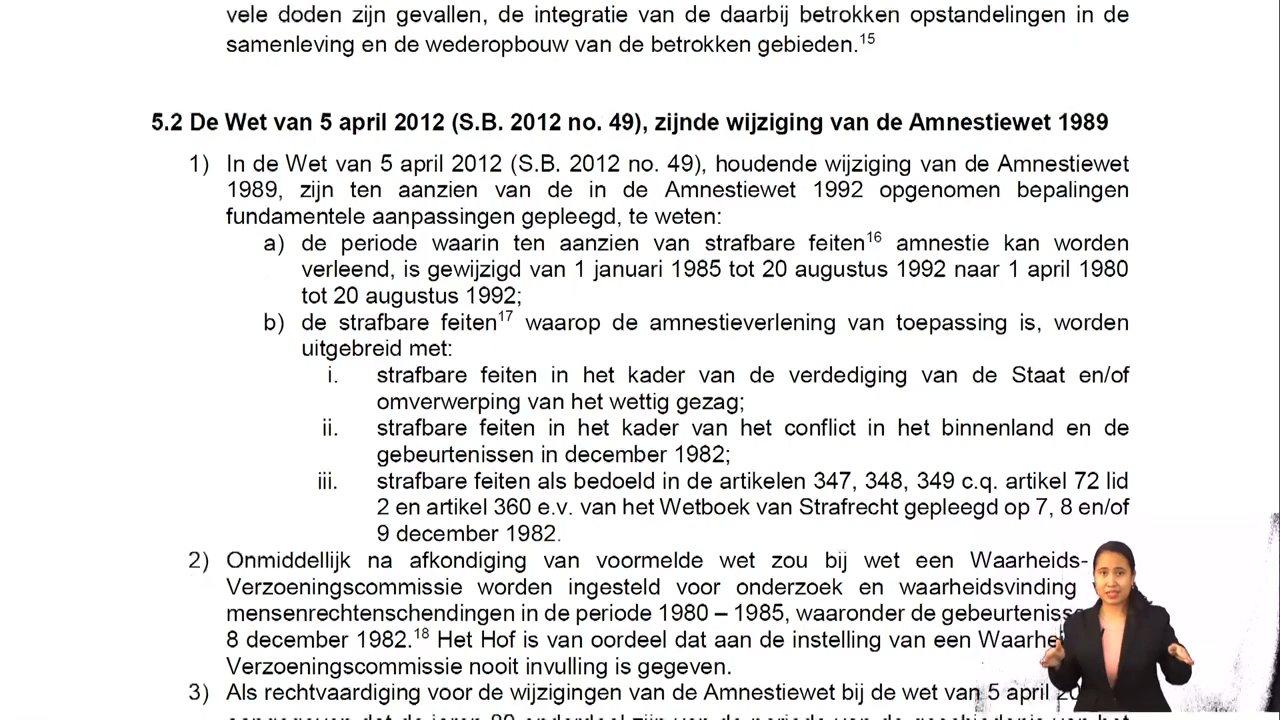 vele doden zijn gevallen, de integratie van de daarbij betrokken opstandelingen in de
samenleving en de wederopbouw van de betrokken gebieden.15
5.2 De Wet van 5 april 2012 (S.B. 2012 no. 49), zijnde wijziging van de Amnestiewet 1989
1) In de Wet van 5 april 2012 (S.B. 2012 no. 49), houdende wijziging van de Amnestiewet
1989, zijn ten aanzien van de in de Amnestiewet 1992 opgenomen bepalingen
fundamentele aanpassingen gepleegd, te weten:
a) de periode waarin ten aanzien van strafbare feiten16 amnestie kan worden
verleend, is gewijzigd van 1 januari 1985 tot 20 augustus 1992 naar 1 april 1980
tot 20 augustus 1992;
b) de strafbare feiten17 waarop de amnestieverlening van toepassing is, worden
uitgebreid met:
i. strafbare feiten in het kader van de verdediging van de Staat en/of
omverwerping van het wettig gezag;
ii. strafbare feiten in het kader van het conflict in het binnenland en de
gebeurtenissen in december 1982;
iii. strafbare feiten als bedoeld in de artikelen 347, 348, 349 c.q. artikel 72 lid
2 en artikel 360 e.v. van het Wetboek van Strafrecht gepleegd op 7, 8 en/of
9 december 1982.
2) Onmiddellijk na afkondiging van voormelde wet zou bij wet een Waarheids-
Verzoeningscommissie worden ingesteld voor onderzoek en waarheidsvinding
mensenrechtenschendingen in de periode 1980 – 1985, waaronder de
8 december 1982.18 Het Hof is van oordeel dat aan de instelling van een
Verzoeningscommissie nooit invulling is gegeven.
3) Als rechtvaardiging voor de wijzigingen van de Amnestiewet bij de wet van 5 april